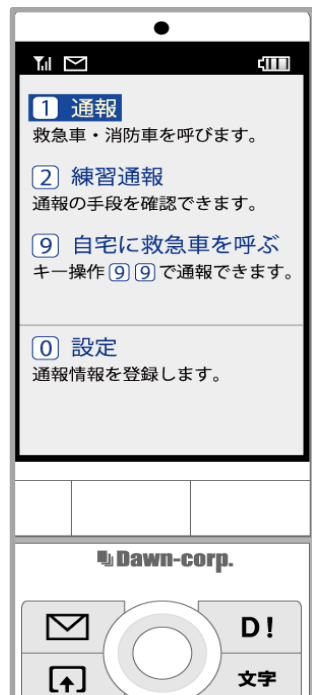 1 通報
救急車・消防車を呼びます。
2 練習通報
通報の手段を確認できます。
9 自宅に救急車を呼ぶ
キー操作99で通報できます。
0 設定
通報情報を登録します。
Dawn-corp.
D!
文字